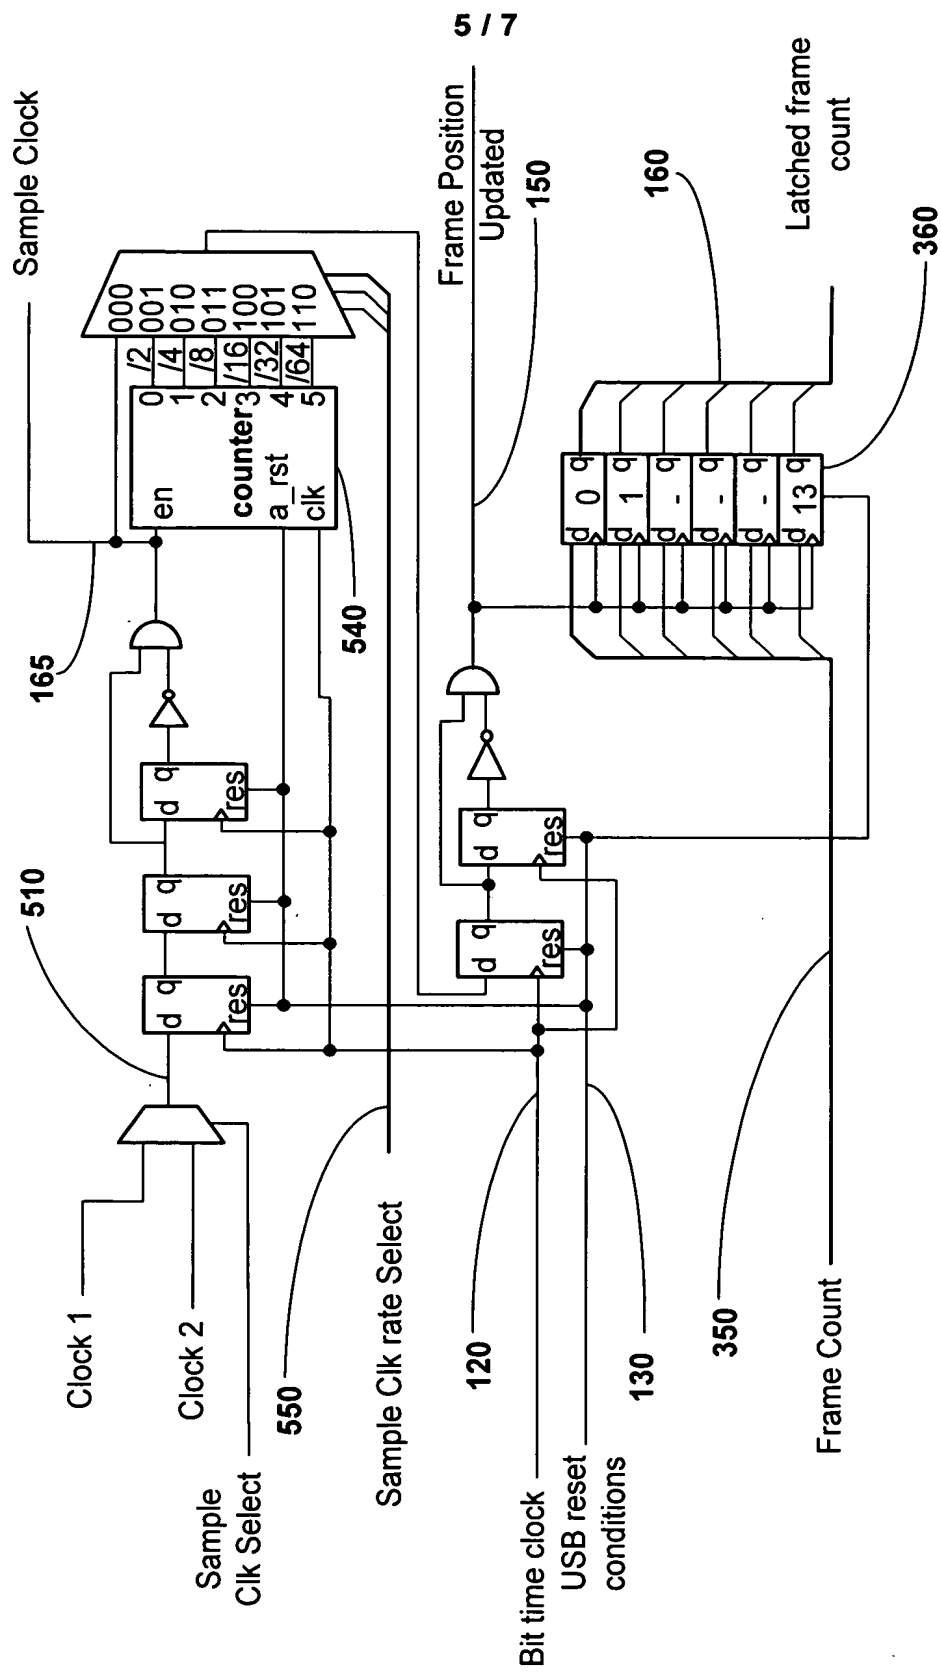 5 / 7
Sample Clock
165
510
Clock 1
Clock 2
Sample
Clk Select
d q
res
d q
res
d q
res
en
counter
a_rst
clk
0
1
2
3
4
5
/2
/4
/8
/16
/32
/64
000
001
010
011
100
101
110
540
550
Sample Clk rate Select
Frame Position
Updated
150
d q
res
d q
res
120
130
Bit time clock
USB reset
conditions
160
Latched frame
count
d 0 q
d 1 q
d - q
d - q
d - q
d 13 q
360
350
Frame Count